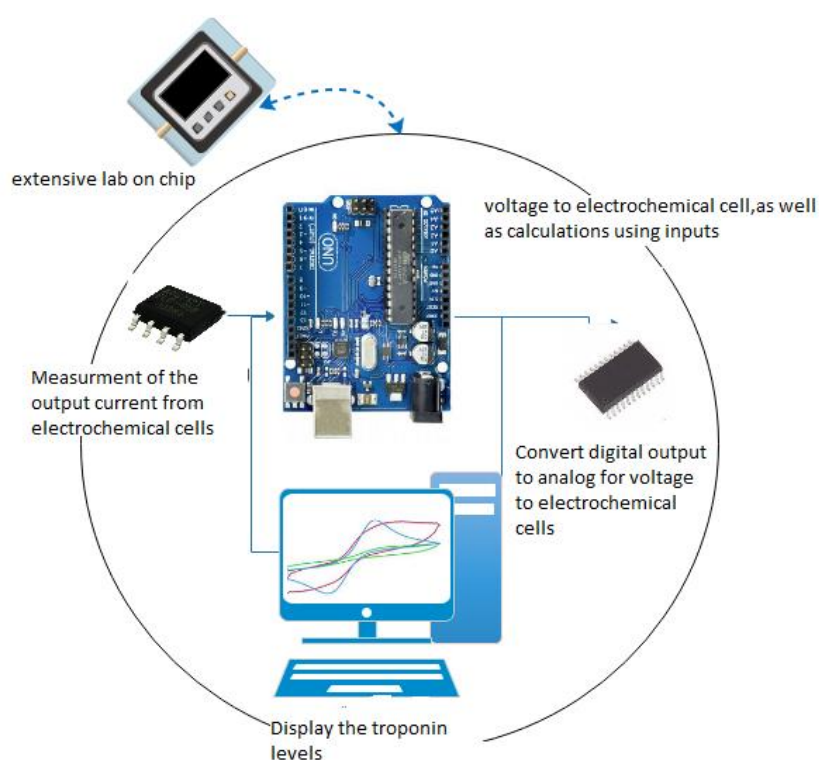 extensive lab on chip
voltage to electrochemical cell,as well
as calculations using inputs
UNO
Measurment of the
output current from
electrochemical cells
Convert digital output
to analog for voltage
to electrochemical
cells
Display the troponin
levels